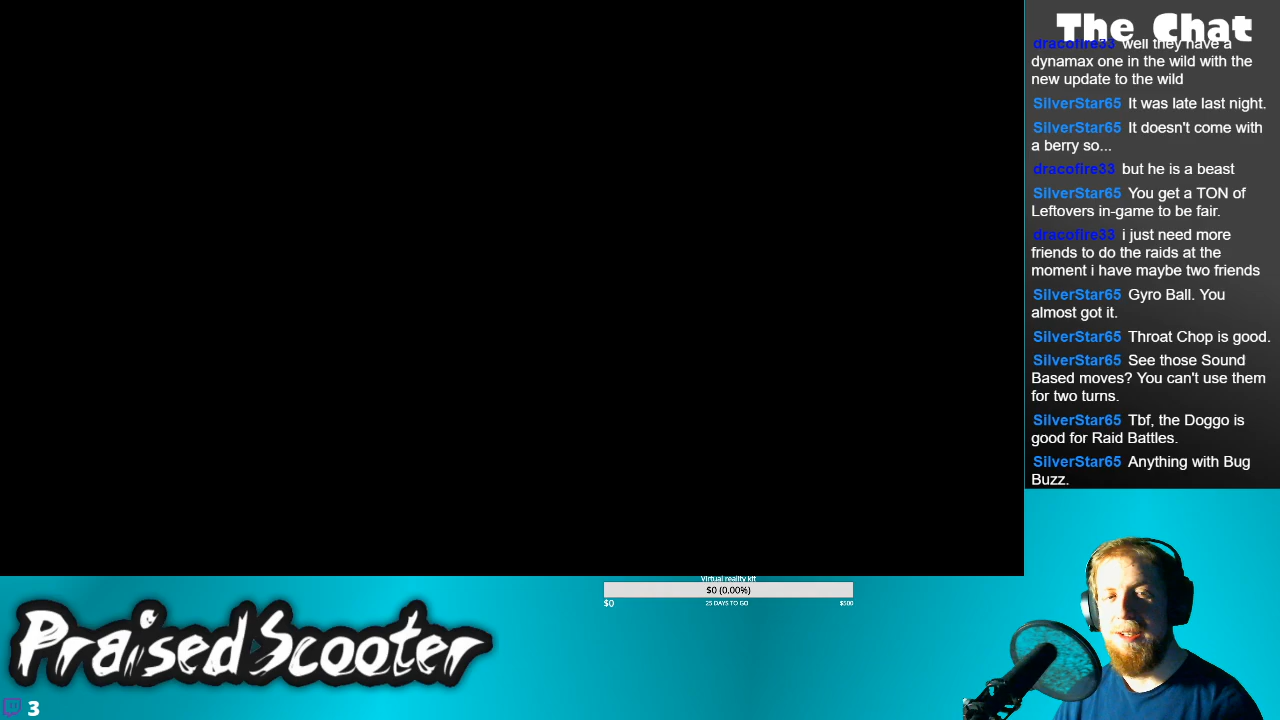 The Chat
dracofire33 well they have a
dynamax one in the wild with the
new update to the wild
SilverStar65 It was late last night.
SilverStar65 It doesn't come with
a berry so...
dracofire33 but he is a beast
SilverStar65 You get a TON of
Leftovers in-game to be fair.
dracofire33 i just need more
friends to do the raids at the
moment i have maybe two friends
SilverStar65 Gyro Ball. You
almost got it.
SilverStar65 Throat Chop is good.
SilverStar65 See those Sound
Based moves? You can't use them
for two turns.
SilverStar65 Tbf, the Doggo is
good for Raid Battles.
SilverStar65 Anything with Bug
Buzz.
Virtual reality kit
$0 (0.00%)
$0 25 DAYS TO GO $500
Praised Scooter
3